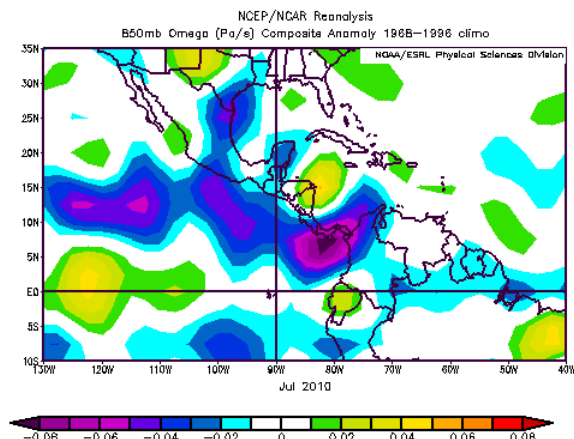 NCEP/NCAR Reanalysis
850mb Omega (Pa/s) Composite Anomaly 1968-1996 climo
NOAA/ESRL Physical Sciences Division
35N
30N
25N
20N
15N
10N
5N
EQ
5S
10S
130W 120W 110W 100W 90W 80W 70W 60W 50W 40W
Jul 2010
-0.08 -0.06 -0.04 -0.02 0 0.02 0.04 0.06 0.08